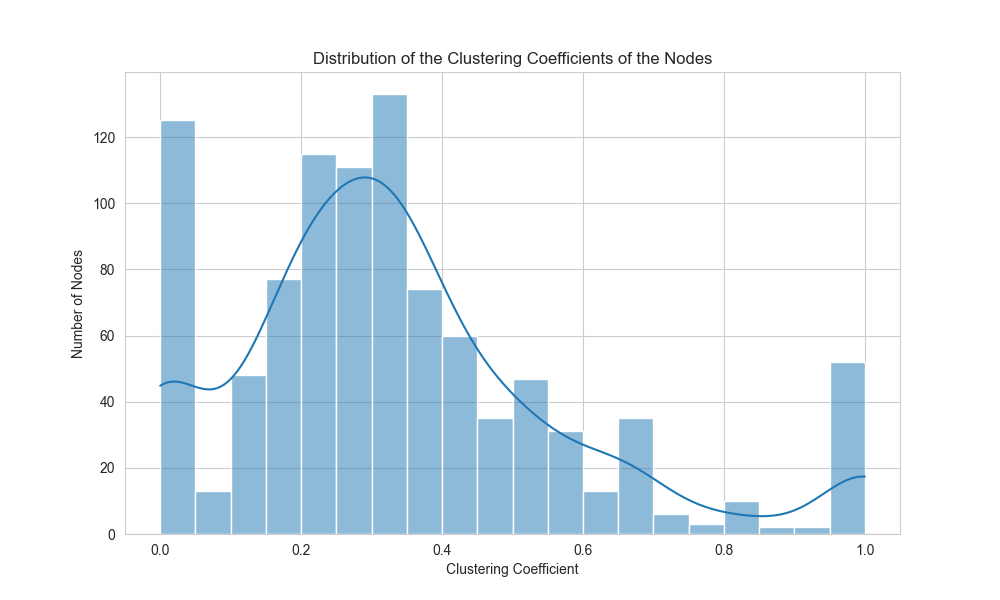 Distribution of the Clustering Coefficients of the Nodes
Number of Nodes
120
100
80
60
40
20
0
0.0 0.2 0.4 0.6 0.8 1.0
Clustering Coefficient